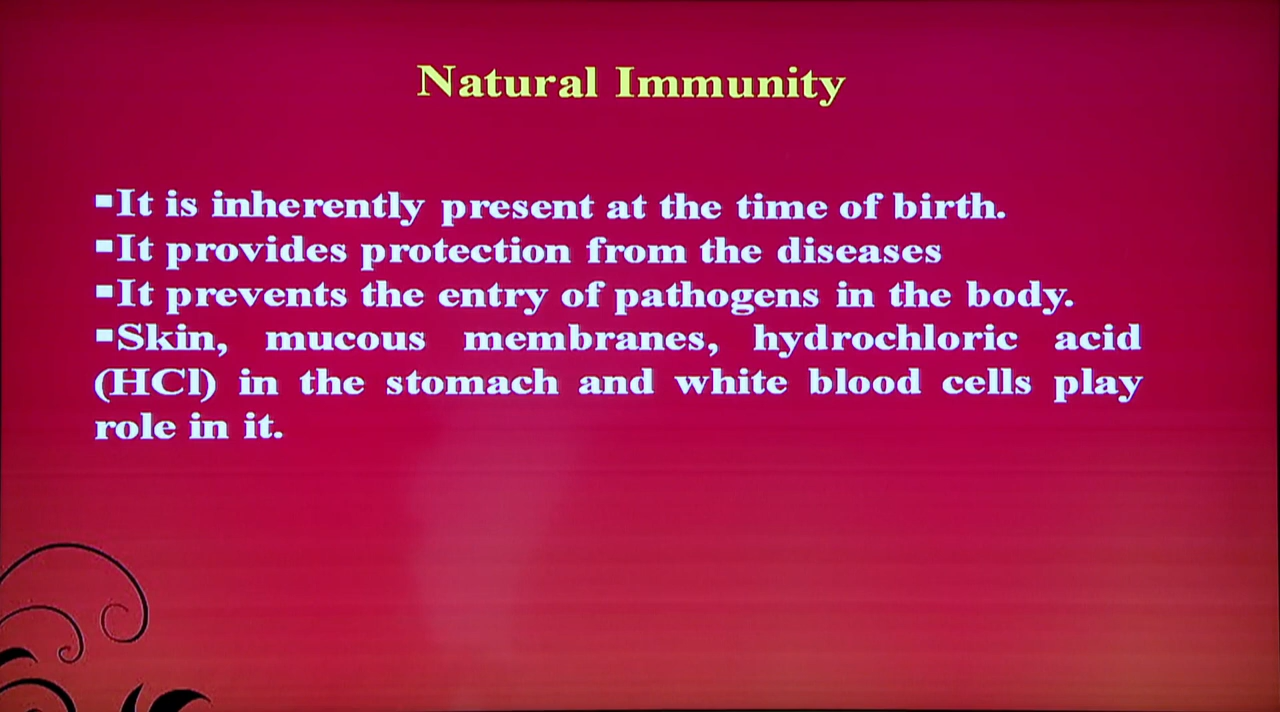 Natural Immunity
▪It is inherently present at the time of birth.
▪It provides protection from the diseases
▪It prevents the entry of pathogens in the body.
▪Skin, mucous membranes, hydrochloric acid
(HCl) in the stomach and white blood cells play
role in it.